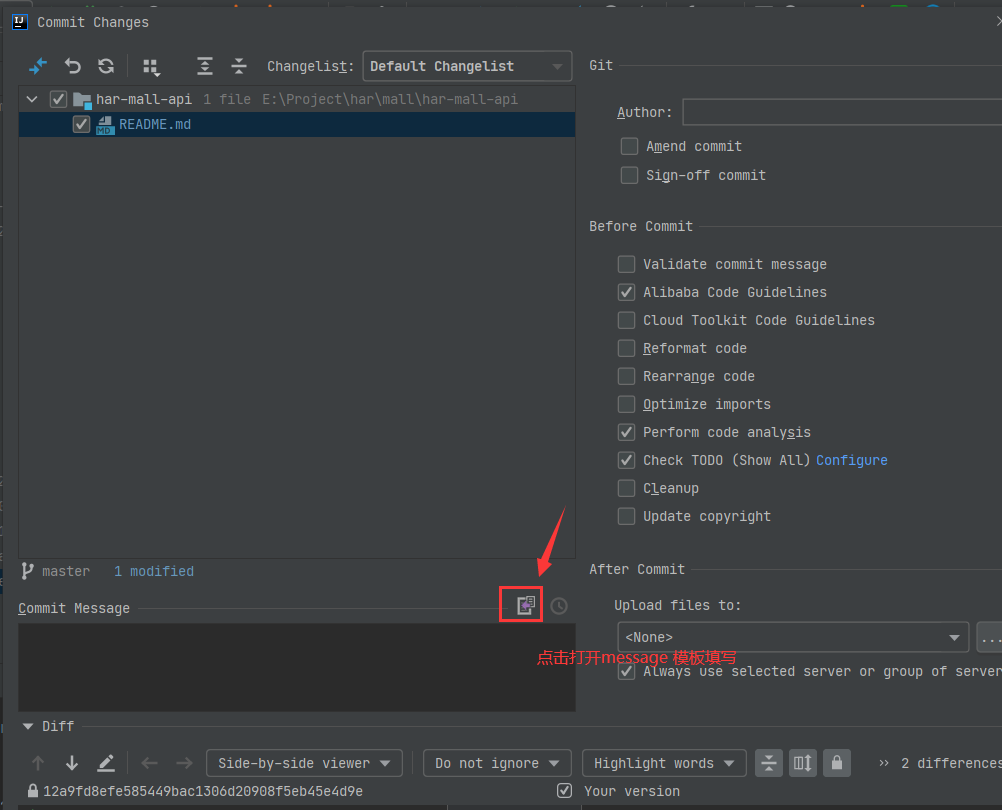 IJ Commit Changes
Changelist: Default Changelist
har-mall-api 1 file E:\Project\har\mall\har-mall-api
MD README.md
master 1 modified
Commit Message
Git
Author:
Amend commit
Sign-off commit
Before Commit
Validate commit message
Alibaba Code Guidelines
Cloud Toolkit Code Guidelines
Reformat code
Rearrange code
Optimize imports
Perform code analysis
Check TODO (Show All) Configure
Cleanup
Update copyright
After Commit
Upload files to:
<None> ...
点击打开message 模板填写
Always use selected server or group of server
Diff
Side-by-side viewer Do not ignore Highlight words » 2 differences
12a9fd8efe585449bac1306d20908f5eb45e4d9e Your version